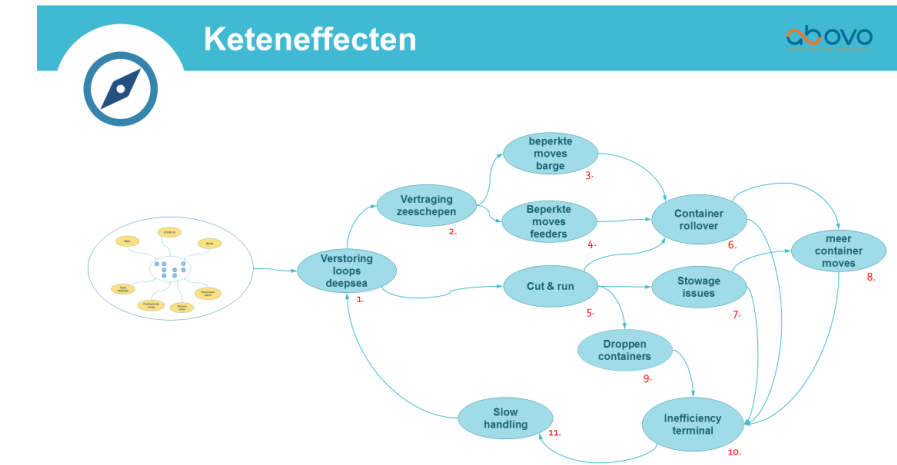 Keteneffecten
abovo
beperkte
moves
barge
3.
Vertraging
zeeschepen
2.
Beperkte
moves
feeders
4.
Container
rollover
6.
meer
container
moves
8.
Verstoring
loops
deepsea
1.
Cut & run
5.
Stowage
issues
7.
Droppen
containers
9.
Slow
handling
11.
Inefficiency
terminal
10.